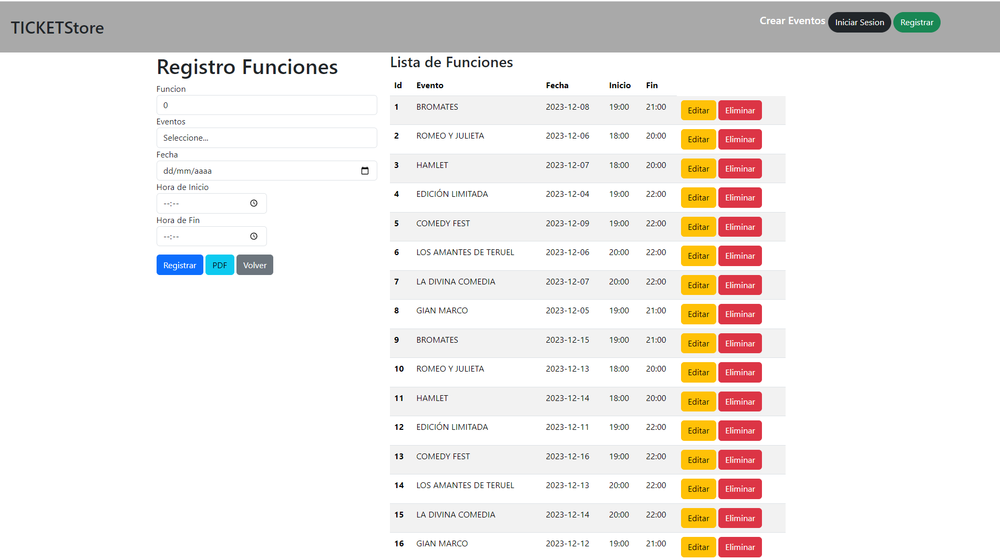 TICKETStore
Crear Eventos Iniciar Sesion Registrar
Registro Funciones
Funcion
0
Eventos
Seleccione...
Fecha
dd/mm/aaaa
Hora de Inicio
--:--
Hora de Fin
--:--
Registrar PDF Volver
Lista de Funciones
Id Evento Fecha Inicio Fin
1 BROMATES 2023-12-08 19:00 21:00 Editar Eliminar
2 ROMEO Y JULIETA 2023-12-06 18:00 20:00 Editar Eliminar
3 HAMLET 2023-12-07 18:00 20:00 Editar Eliminar
4 EDICIÓN LIMITADA 2023-12-04 19:00 22:00 Editar Eliminar
5 COMEDY FEST 2023-12-09 19:00 22:00 Editar Eliminar
6 LOS AMANTES DE TERUEL 2023-12-06 20:00 22:00 Editar Eliminar
7 LA DIVINA COMEDIA 2023-12-07 20:00 22:00 Editar Eliminar
8 GIAN MARCO 2023-12-05 19:00 21:00 Editar Eliminar
9 BROMATES 2023-12-15 19:00 21:00 Editar Eliminar
10 ROMEO Y JULIETA 2023-12-13 18:00 20:00 Editar Eliminar
11 HAMLET 2023-12-14 18:00 20:00 Editar Eliminar
12 EDICIÓN LIMITADA 2023-12-11 19:00 22:00 Editar Eliminar
13 COMEDY FEST 2023-12-16 19:00 22:00 Editar Eliminar
14 LOS AMANTES DE TERUEL 2023-12-13 20:00 22:00 Editar Eliminar
15 LA DIVINA COMEDIA 2023-12-14 20:00 22:00 Editar Eliminar
16 GIAN MARCO 2023-12-12 19:00 21:00 Editar Eliminar